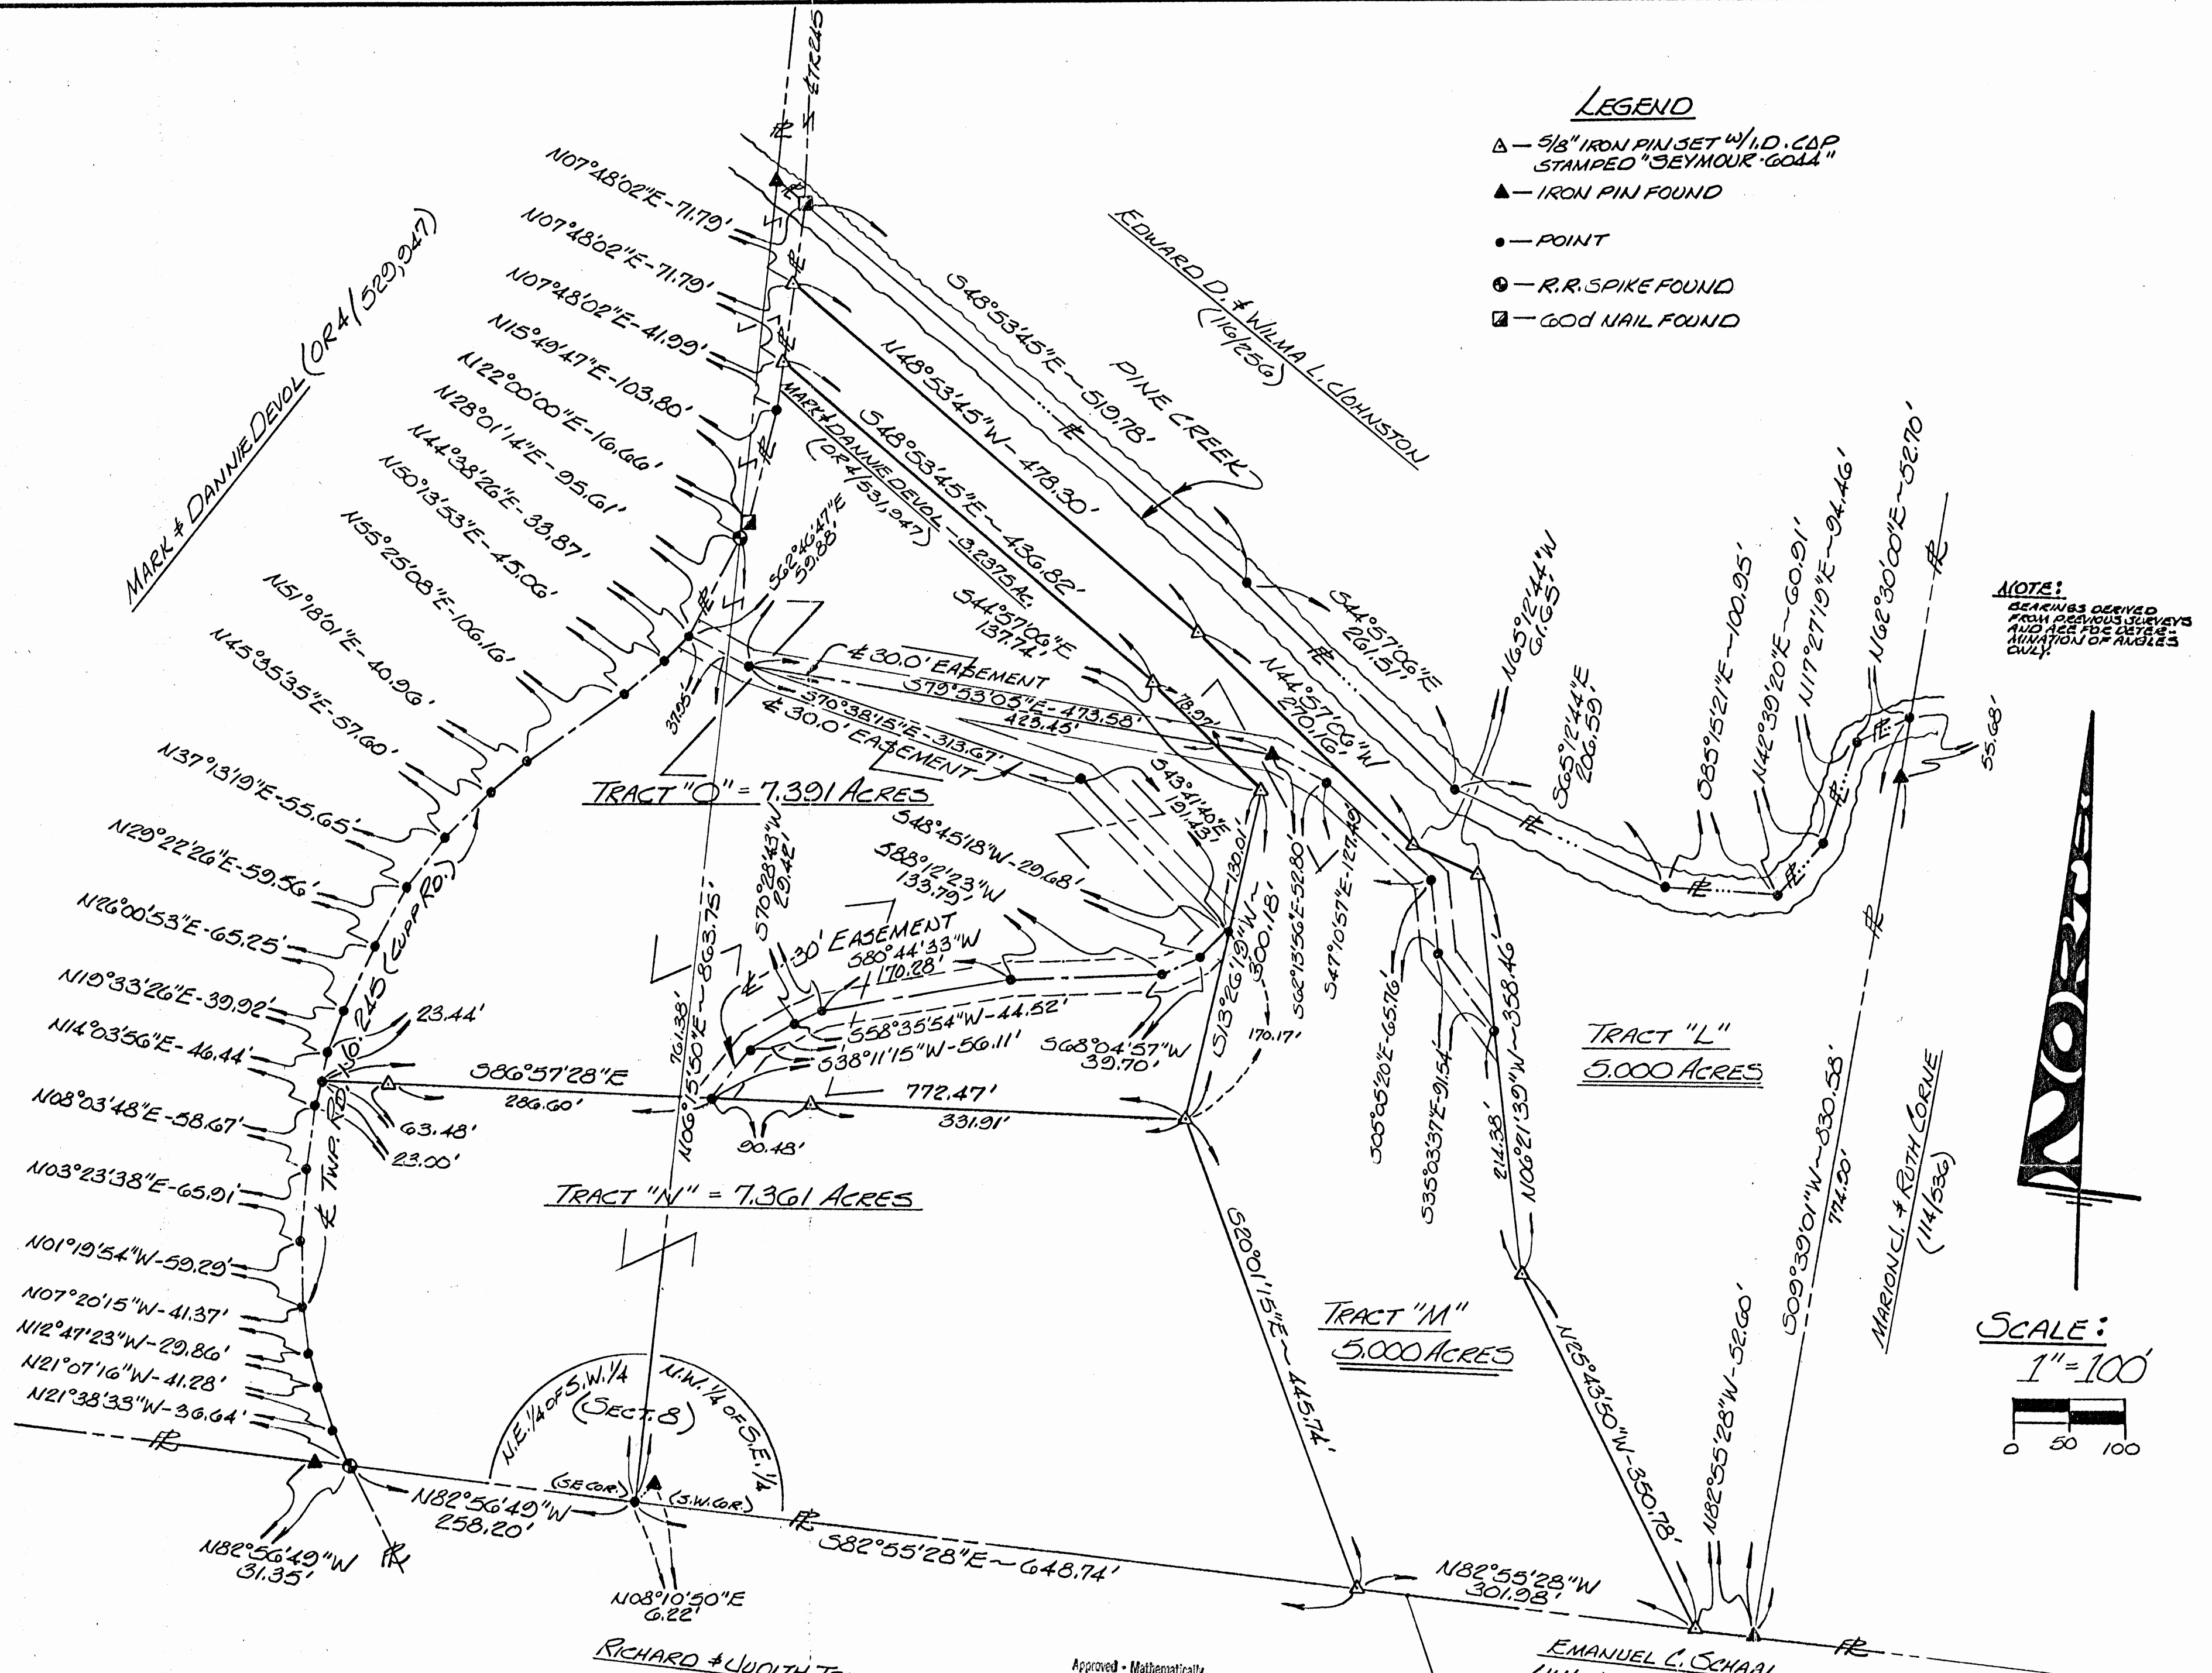 ℄ TR 245
LEGEND
5/8" IRON PIN SET W/I.D. CAP
STAMPED "SEYMOUR-6044"
IRON PIN FOUND
POINT
R.R. SPIKE FOUND
60d NAIL FOUND
N07°48'02"E-71.79'
N07°48'02"E-71.79'
N07°48'02"E-41.99'
N15°49'47"E-103.80'
N22°00'00"E-16.66'
N28°01'14"E-95.61'
N44°38'26"E-33.87'
N50°13'53"E-45.06'
N55°25'08"E-106.16'
N51°18'01"E-40.96'
N45°35'35"E-57.60'
N37°13'19"E-55.65'
N29°22'26"E-59.56'
N26°00'53"E-65.25'
N19°33'26"E-39.92'
N14°03'56"E-46.44'
N08°03'48"E-58.67'
N03°23'38"E-65.91'
N01°19'54"W-59.29'
N07°20'15"W-41.37'
N12°47'23"W-29.86'
N21°07'16"W-41.28'
N21°38'33"W-36.64'
MARK & DANNIE DEVOL (OR4/529,947)
EDWARD D. & WILMA L. JOHNSTON
(116/256)
S48°53'45"E~519.78'
PINE CREEK
N48°53'45"W-478.30'
S48°53'45"E~436.82'
MARK & DANNIE DEVOL - 3.2375 AC.
(OR4/531,947)
S62°46'47"E
59.88'
37.95'
S44°57'06"E
137.74'
78.97'
℄ 30.0' EASEMENT
S79°53'05"E-473.58'
423.45'
S70°38'15"E-313.67'
℄ 30.0' EASEMENT
S44°57'06"E
261.51'
N44°57'06"W
270.16'
N65°12'44"W
61.65'
S65°12'44"E
206.59'
S85°15'21"E-100.95'
N42°39'20"E-60.91'
N17°27'19"E-94.46'
N62°30'00"E-52.70'
55.68'
NOTE:
BEARINGS DERIVED
FROM PREVIOUS SURVEYS
AND ARE FOR DETER-
MINATION OF ANGLES
ONLY.
TRACT "O" = 7.391 ACRES
S43°41'40"E
191.43'
S48°45'18"W-29.68'
S88°12'23"W
133.79'
S70°28'43"W
29.42'
℄ 30' EASEMENT
S80°44'33"W
170.28'
S58°35'54"W-44.52'
S38°11'15"W-56.11'
S68°04'57"W
39.70'
130.01'
S13°26'19"W~
300.18'
170.17'
S62°13'56"E-52.80'
S47°10'57"E-127.49'
S05°05'20"E-65.76'
S35°03'37"E-91.54'
214.38'
N06°21'39"W~358.46'
℄ TWP. RD. NO. 245 (CUPP RD.)
23.44'
63.48'
23.00'
S86°57'28"E
286.60'
772.47'
331.91'
90.48'
761.38'
N06°15'50"E~863.75'
TRACT "L"
5.000 ACRES
TRACT "N" = 7.361 ACRES
TRACT "M"
5.000 ACRES
S20°01'15"E~445.74'
N25°43'50"W-350.78'
N82°55'28"W-52.60'
S09°39'01"W-830.58'
774.90'
MARION J. & RUTH CORNE
(114/536)
NORTH
SCALE:
1"=100'
0 50 100
N.E. 1/4 OF S.W. 1/4
N.W. 1/4 OF S.E. 1/4
(SECT. 8)
(S.E. COR.)
(S.W. COR.)
N82°56'49"W
258.20'
N82°56'49"W
31.35'
N08°10'50"E
6.22'
S82°55'28"E~648.74'
N82°55'28"W
301.98'
RICHARD & JUDITH
Approved - Mathematically
EMANUEL C. SCHAAL